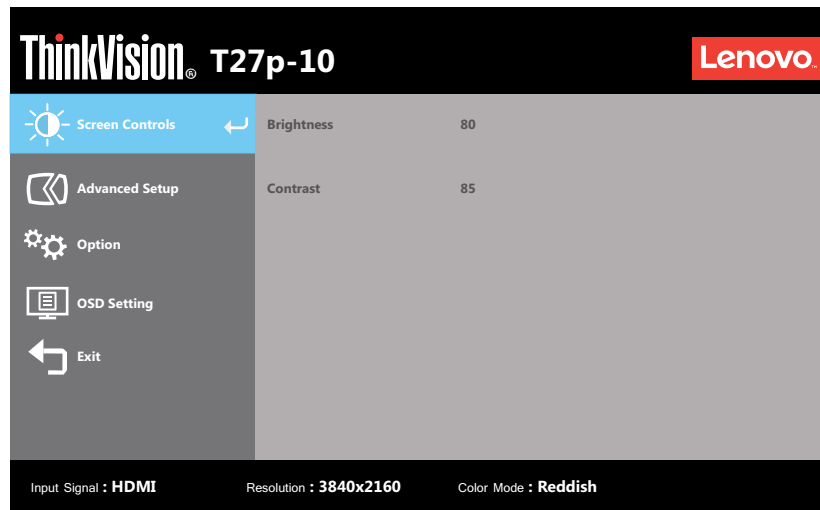 ThinkVision® T27p-10
Lenovo™
Screen Controls
Brightness 80
Advanced Setup
Contrast 85
Option
OSD Setting
Exit
Input Signal : HDMI Resolution : 3840x2160 Color Mode : Reddish